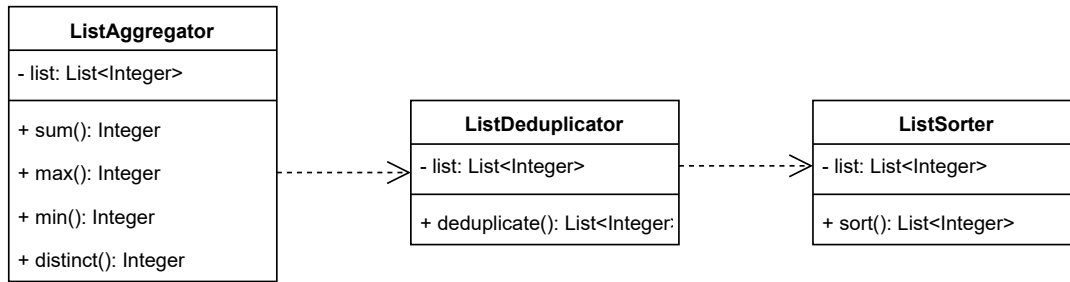 ListAggregator
- list: List<Integer>
+ sum(): Integer
+ max(): Integer
+ min(): Integer
+ distinct(): Integer
ListDeduplicator
- list: List<Integer>
+ deduplicate(): List<Integer>
ListSorter
- list: List<Integer>
+ sort(): List<Integer>